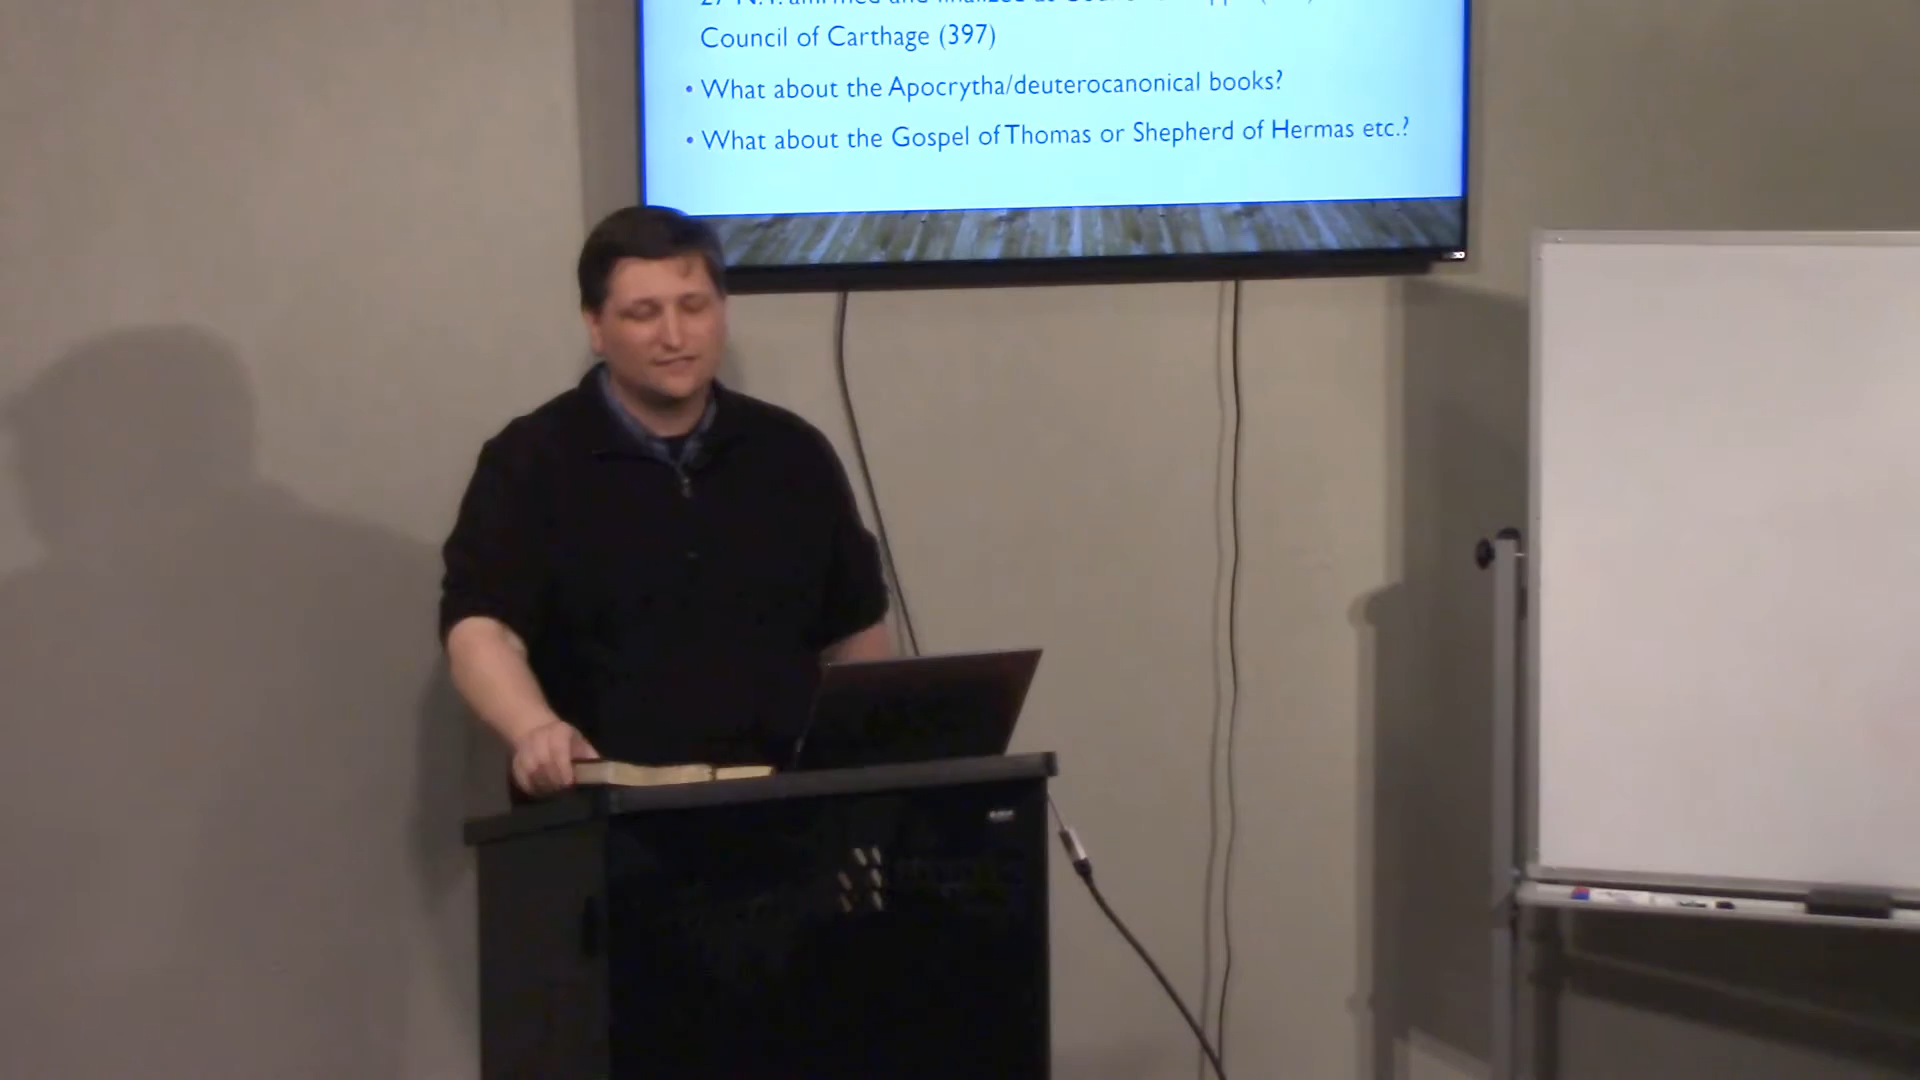 Council of Carthage (397)
• What about the Apocrytha/deuterocanonical books?
• What about the Gospel of Thomas or Shepherd of Hermas etc.?